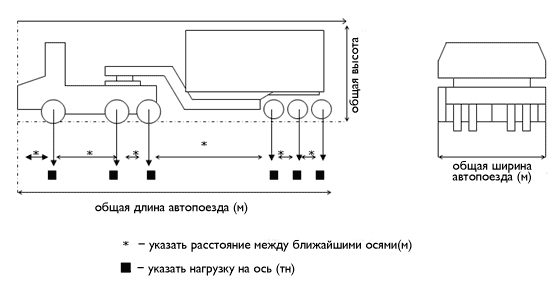 общая высота
* * * * * *
общая длина автопоезда (м)
общая ширина
автопоезда (м)
* – указать расстояние между ближайшими осями(м)
■ – указать нагрузку на ось (тн)